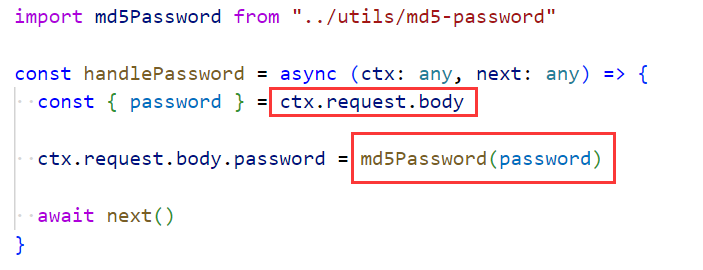 import md5Password from "../utils/md5-password"
const handlePassword = async (ctx: any, next: any) => {
const { password } = ctx.request.body
ctx.request.body.password = md5Password(password)
await next()
}